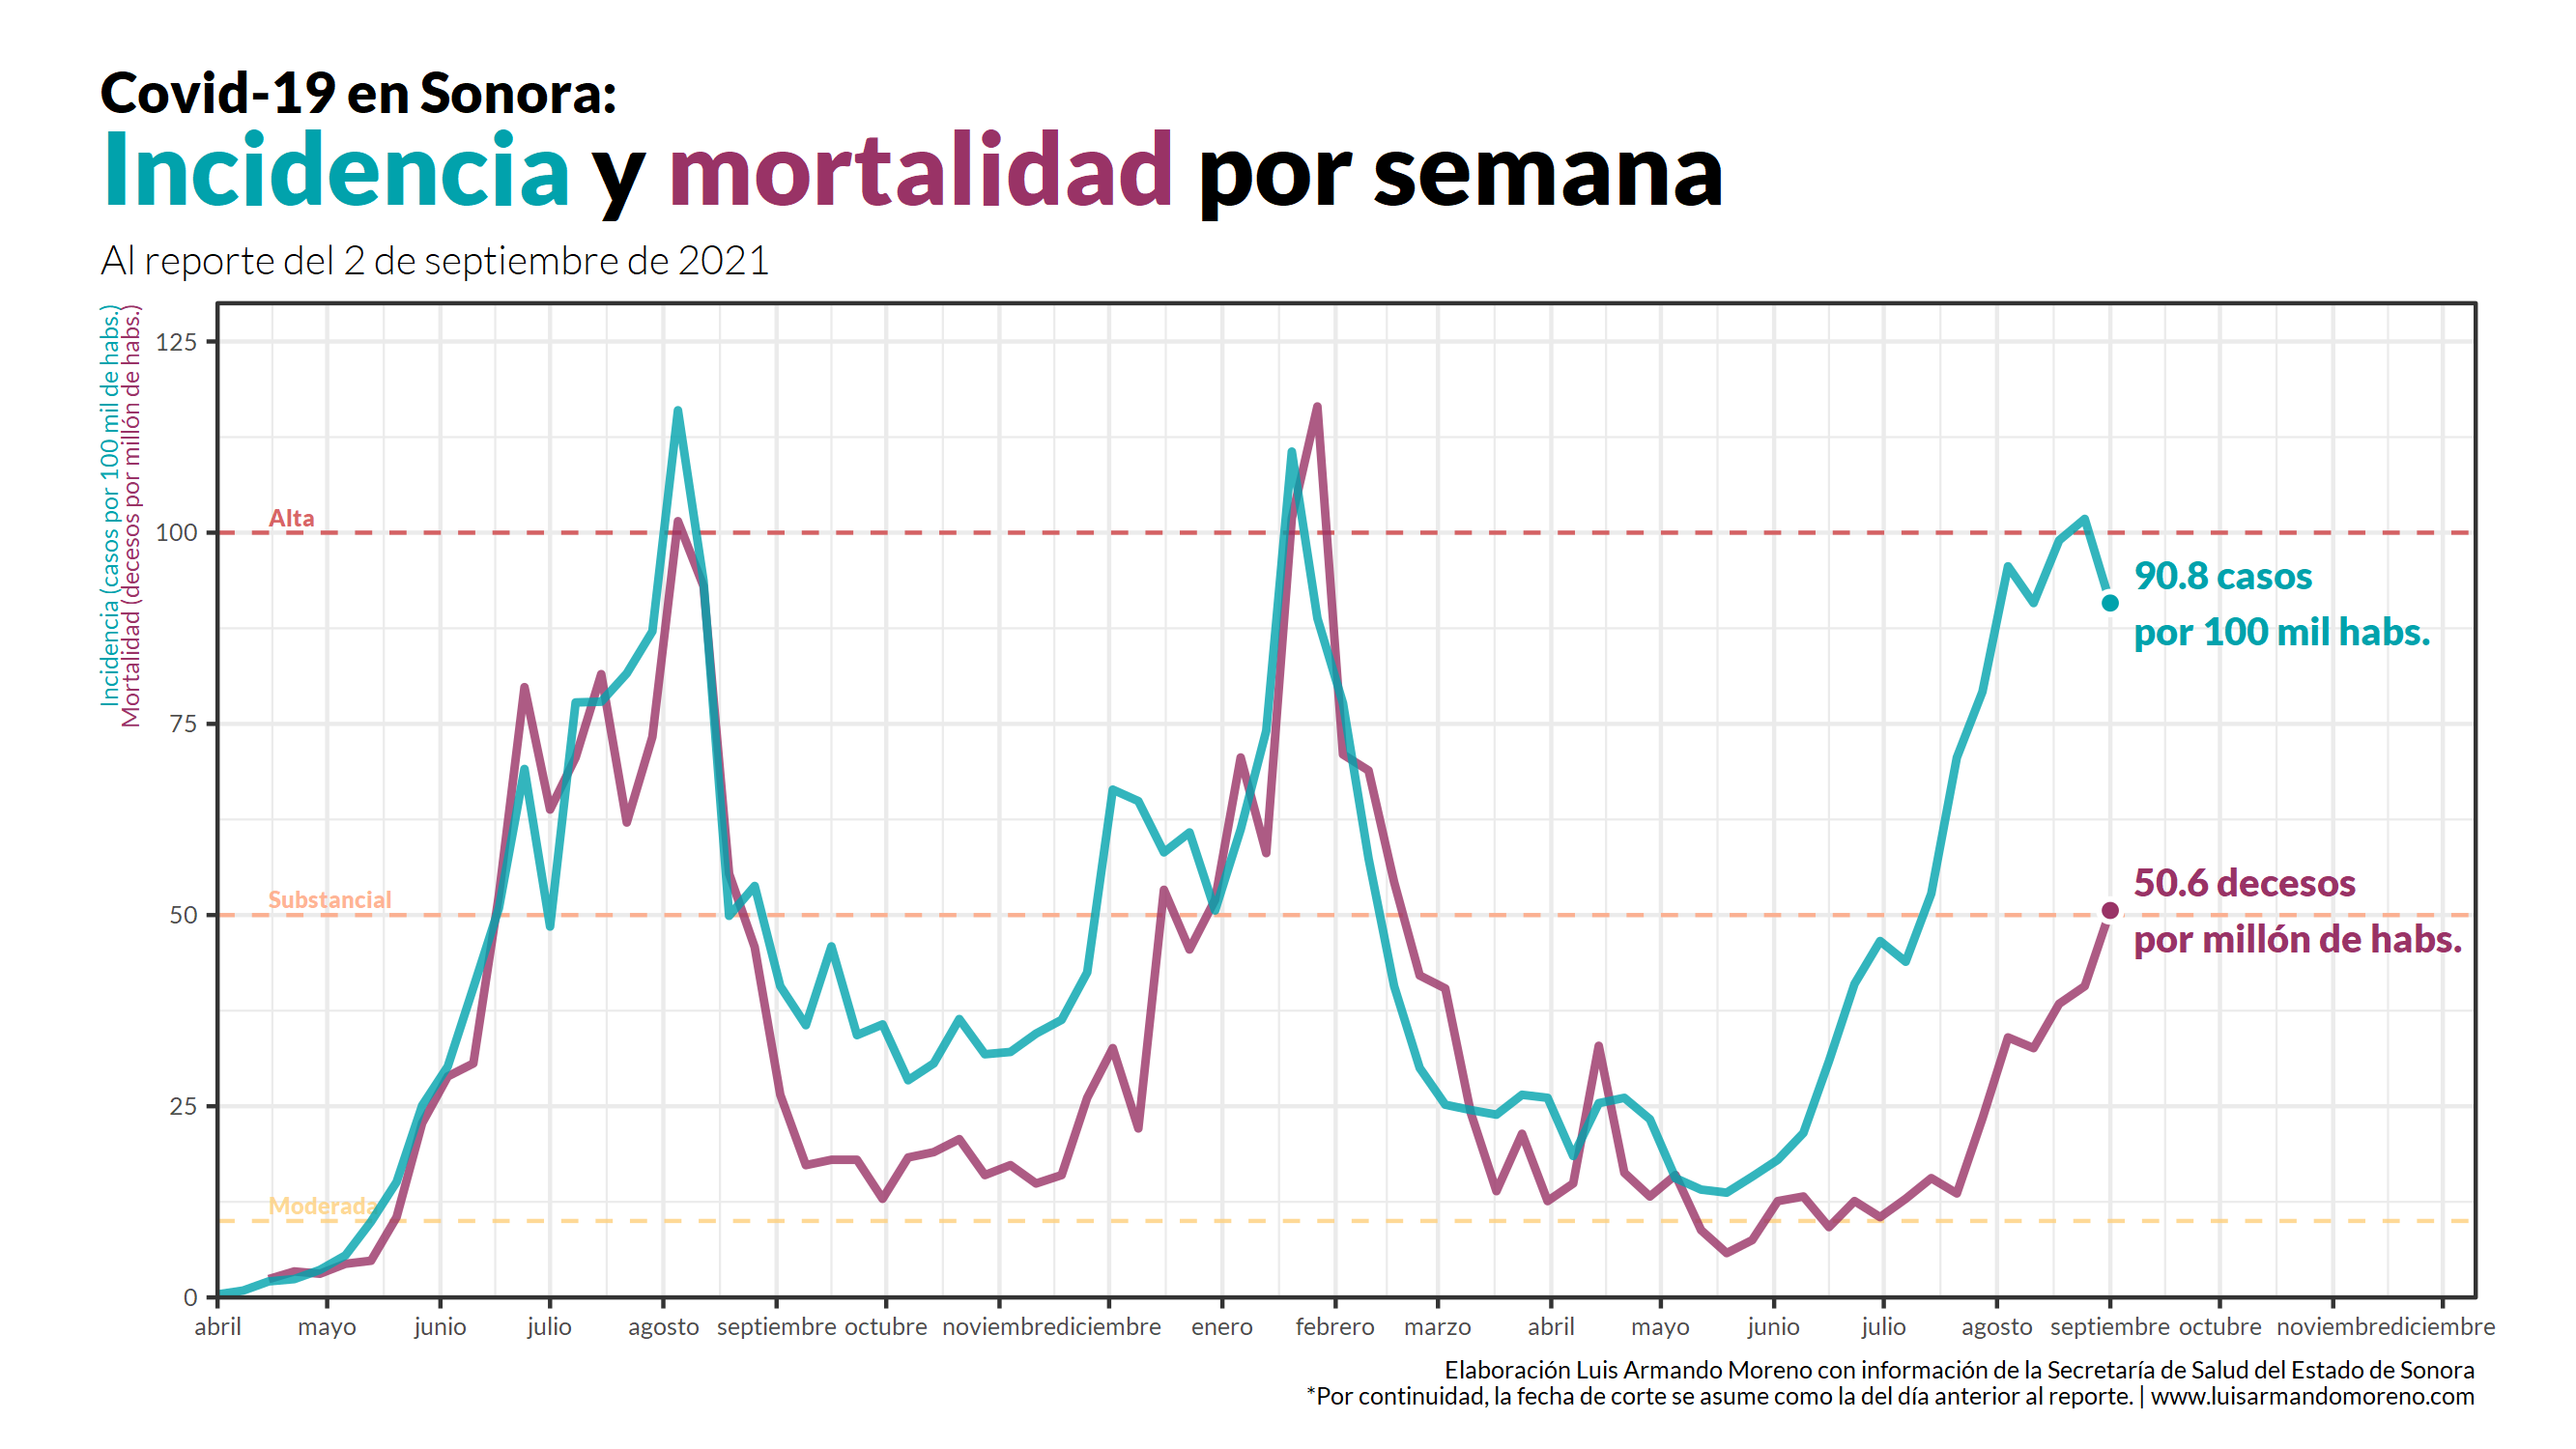 Covid-19 en Sonora:
Incidencia y mortalidad por semana
Al reporte del 2 de septiembre de 2021
Incidencia (casos por 100 mil de habs.)
Mortalidad (decesos por millón de habs.)
125
100
75
50
25
0
Alta
Substancial
Moderada
90.8 casos
por 100 mil habs.
50.6 decesos
por millón de habs.
abril mayo junio julio agosto septiembre octubre noviembre diciembre enero febrero marzo abril mayo junio julio agosto septiembre octubre noviembre diciembre
Elaboración Luis Armando Moreno con información de la Secretaría de Salud del Estado de Sonora
*Por continuidad, la fecha de corte se asume como la del día anterior al reporte. | www.luisarmandomoreno.com